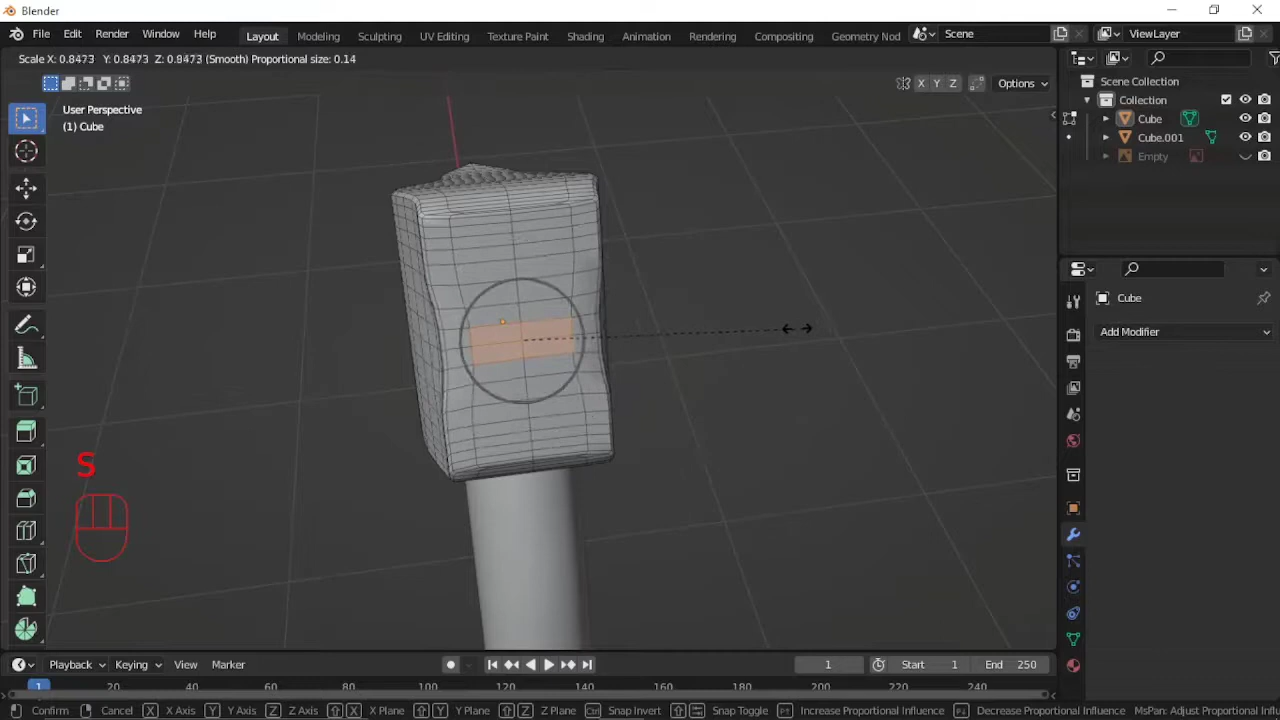 Blender
File Edit Render Window Help Layout Modeling Sculpting UV Editing Texture Paint Shading Animation Rendering Compositing Geometry Nod Scene ViewLayer
Scale X: 0.8473 Y: 0.8473 Z: 0.8473 (Smooth) Proportional size: 0.14
X Y Z Options
Scene Collection
Collection
Cube
Cube.001
Empty
User Perspective
(1) Cube
Cube
Add Modifier
S
Playback Keying View Marker 1 Start 1 End 250
1 20 40 60 80 100 120 140 160 180 200 220 240
Confirm Cancel X X Axis Y Y Axis Z Z Axis X X Plane Y Y Plane Z Z Plane Ctrl Snap Invert Snap Toggle Increase Proportional Influence Decrease Proportional Influence MsPan: Adjust Proportional Influ